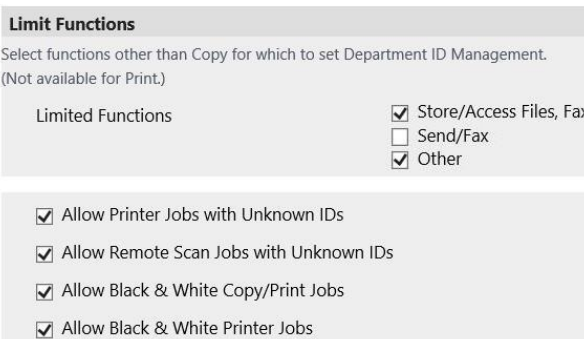 Limit Functions
Select functions other than Copy for which to set Department ID Management.
(Not available for Print.)
Limited Functions
Store/Access Files, Fax
Send/Fax
Other
Allow Printer Jobs with Unknown IDs
Allow Remote Scan Jobs with Unknown IDs
Allow Black & White Copy/Print Jobs
Allow Black & White Printer Jobs